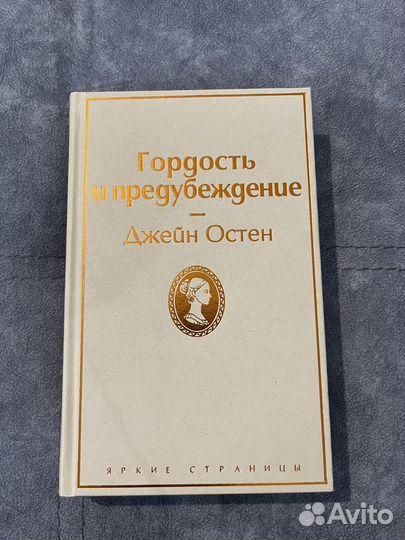 Гордость
и предубеждение
Джейн Остен
ЯРКИЕ СТРАНИЦЫ
Avito